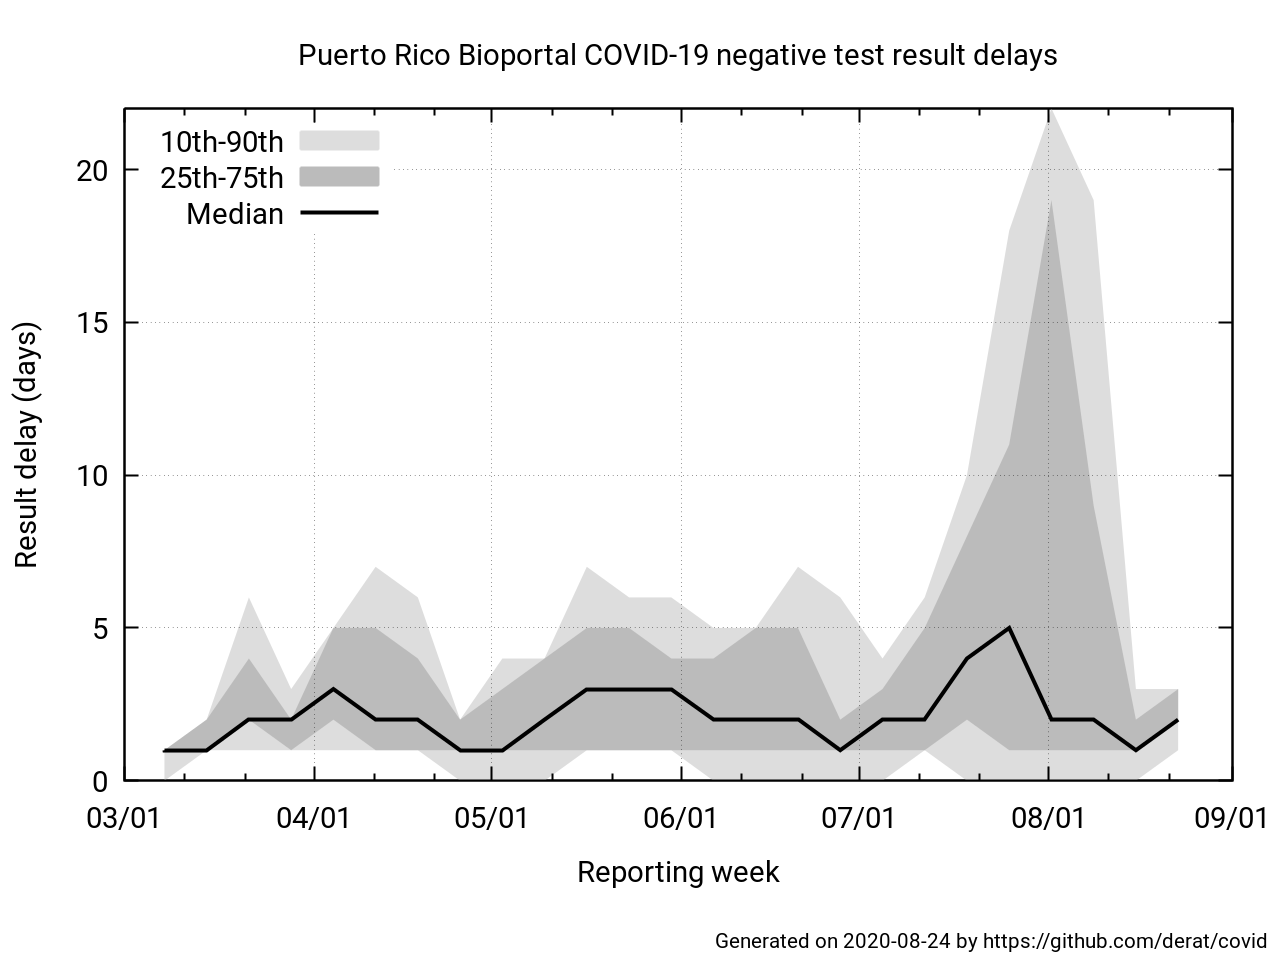 Puerto Rico Bioportal COVID-19 negative test result delays
10th-90th
25th-75th
Median
20
15
10
5
0
Result delay (days)
03/01 04/01 05/01 06/01 07/01 08/01 09/01
Reporting week
Generated on 2020-08-24 by https://github.com/derat/covid